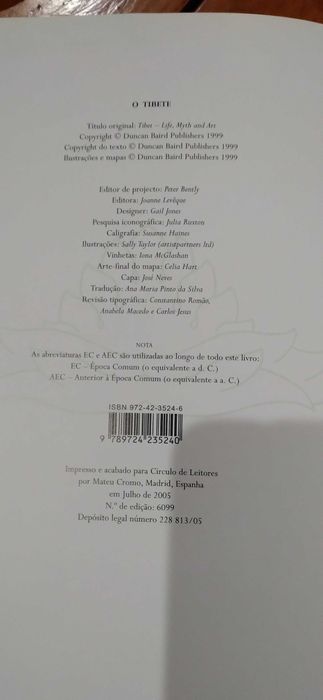 O TIBETE
Título original: Tibet – Life, Myth and Art
Copyright © Duncan Baird Publishers 1999
Copyright do texto © Duncan Baird Publishers 1999
Ilustrações e mapas © Duncan Baird Publishers 1999
Editor de projecto: Peter Bently
Editora: Joanne Levêque
Designer: Gail Jones
Pesquisa iconográfica: Julia Ruxton
Caligrafia: Susanne Haines
Ilustrações: Sally Taylor (artistpartners ltd)
Vinhetas: Iona McGlashan
Arte-final do mapa: Celia Hart
Capa: José Neves
Tradução: Ana Maria Pinto da Silva
Revisão tipográfica: Constantino Romão,
Anabela Macedo e Carlos Jesus
NOTA
As abreviaturas EC e AEC são utilizadas ao longo de todo este livro:
EC – Época Comum (o equivalente a d. C.)
AEC – Anterior à Época Comum (o equivalente a a. C.)
ISBN 972-42-3524-6
9 789724 235240
Impresso e acabado para Círculo de Leitores
por Mateu Cromo, Madrid, Espanha
em Julho de 2005
N.º de edição: 6099
Depósito legal número 228 813/05